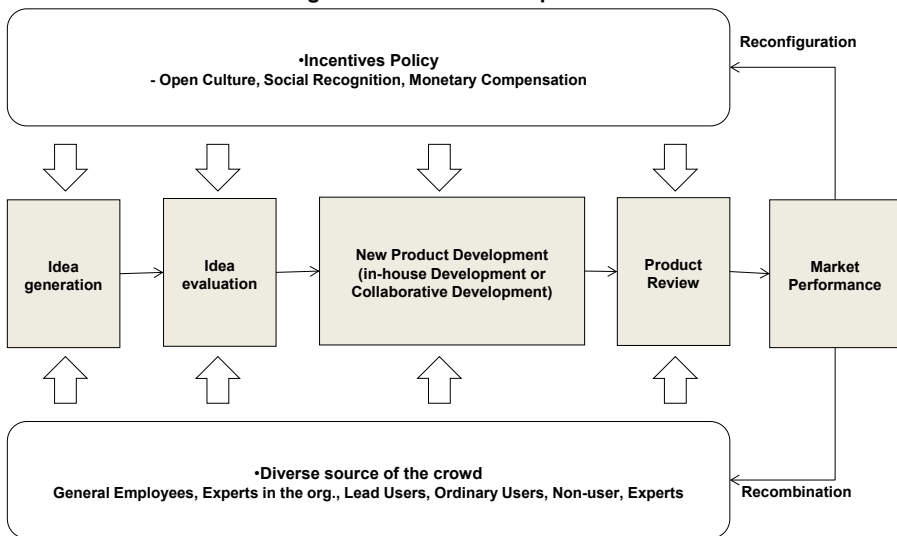 •Incentives Policy
- Open Culture, Social Recognition, Monetary Compensation
Reconfiguration
Idea
generation
Idea
evaluation
New Product Development
(in-house Development or
Collaborative Development)
Product
Review
Market
Performance
•Diverse source of the crowd
General Employees, Experts in the org., Lead Users, Ordinary Users, Non-user, Experts
Recombination